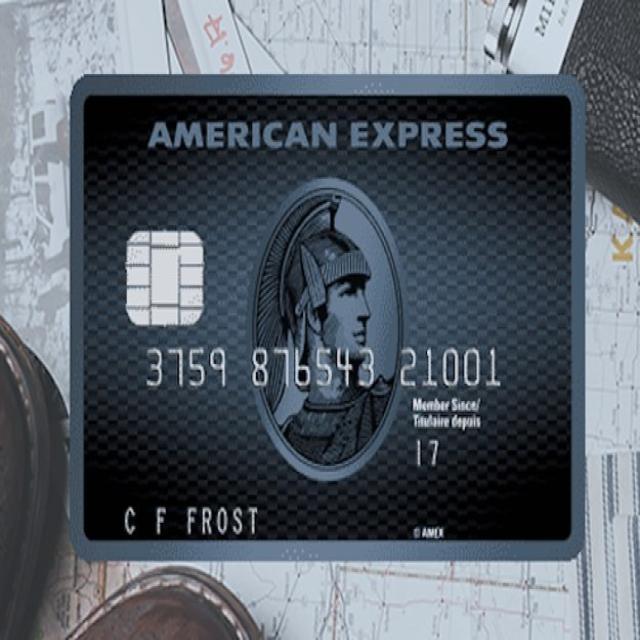 AMERICAN EXPRESS
3759 876543 21001
Member Since/
Titulaire depuis
17
C F FROST
AMEX